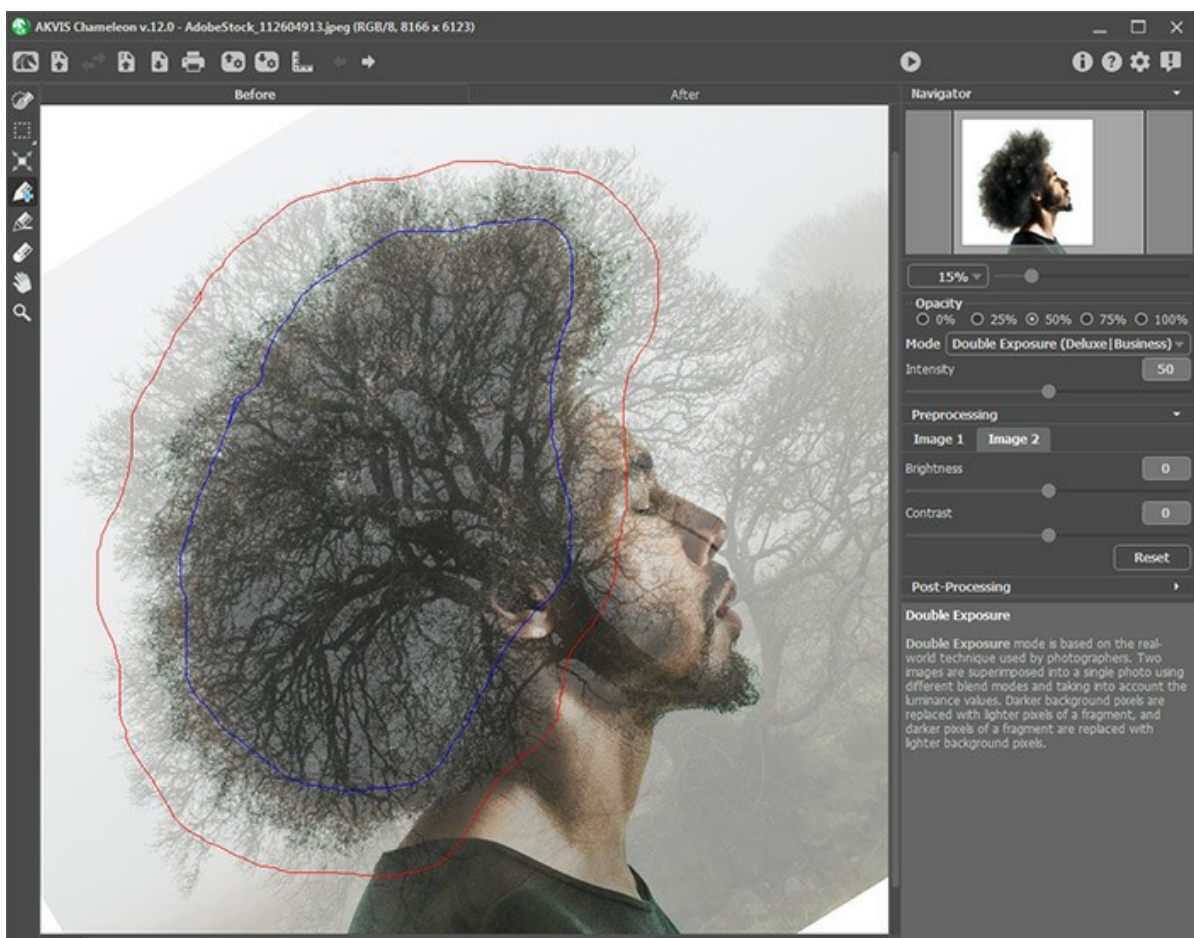 AKVIS Chameleon v.12.0 - AdobeStock_112604913.jpeg (RGB/8, 8166 x 6123)
Before
After
Navigator
15%
Opacity
0% 25% 50% 75% 100%
Mode Double Exposure (Deluxe|Business)
Intensity 50
Preprocessing
Image 1 Image 2
Brightness 0
Contrast 0
Reset
Post-Processing
Double Exposure
Double Exposure mode is based on the real-
world technique used by photographers. Two
images are superimposed into a single photo using
different blend modes and taking into account the
luminance values. Darker background pixels are
replaced with lighter pixels of a fragment, and
darker pixels of a fragment are replaced with
lighter background pixels.